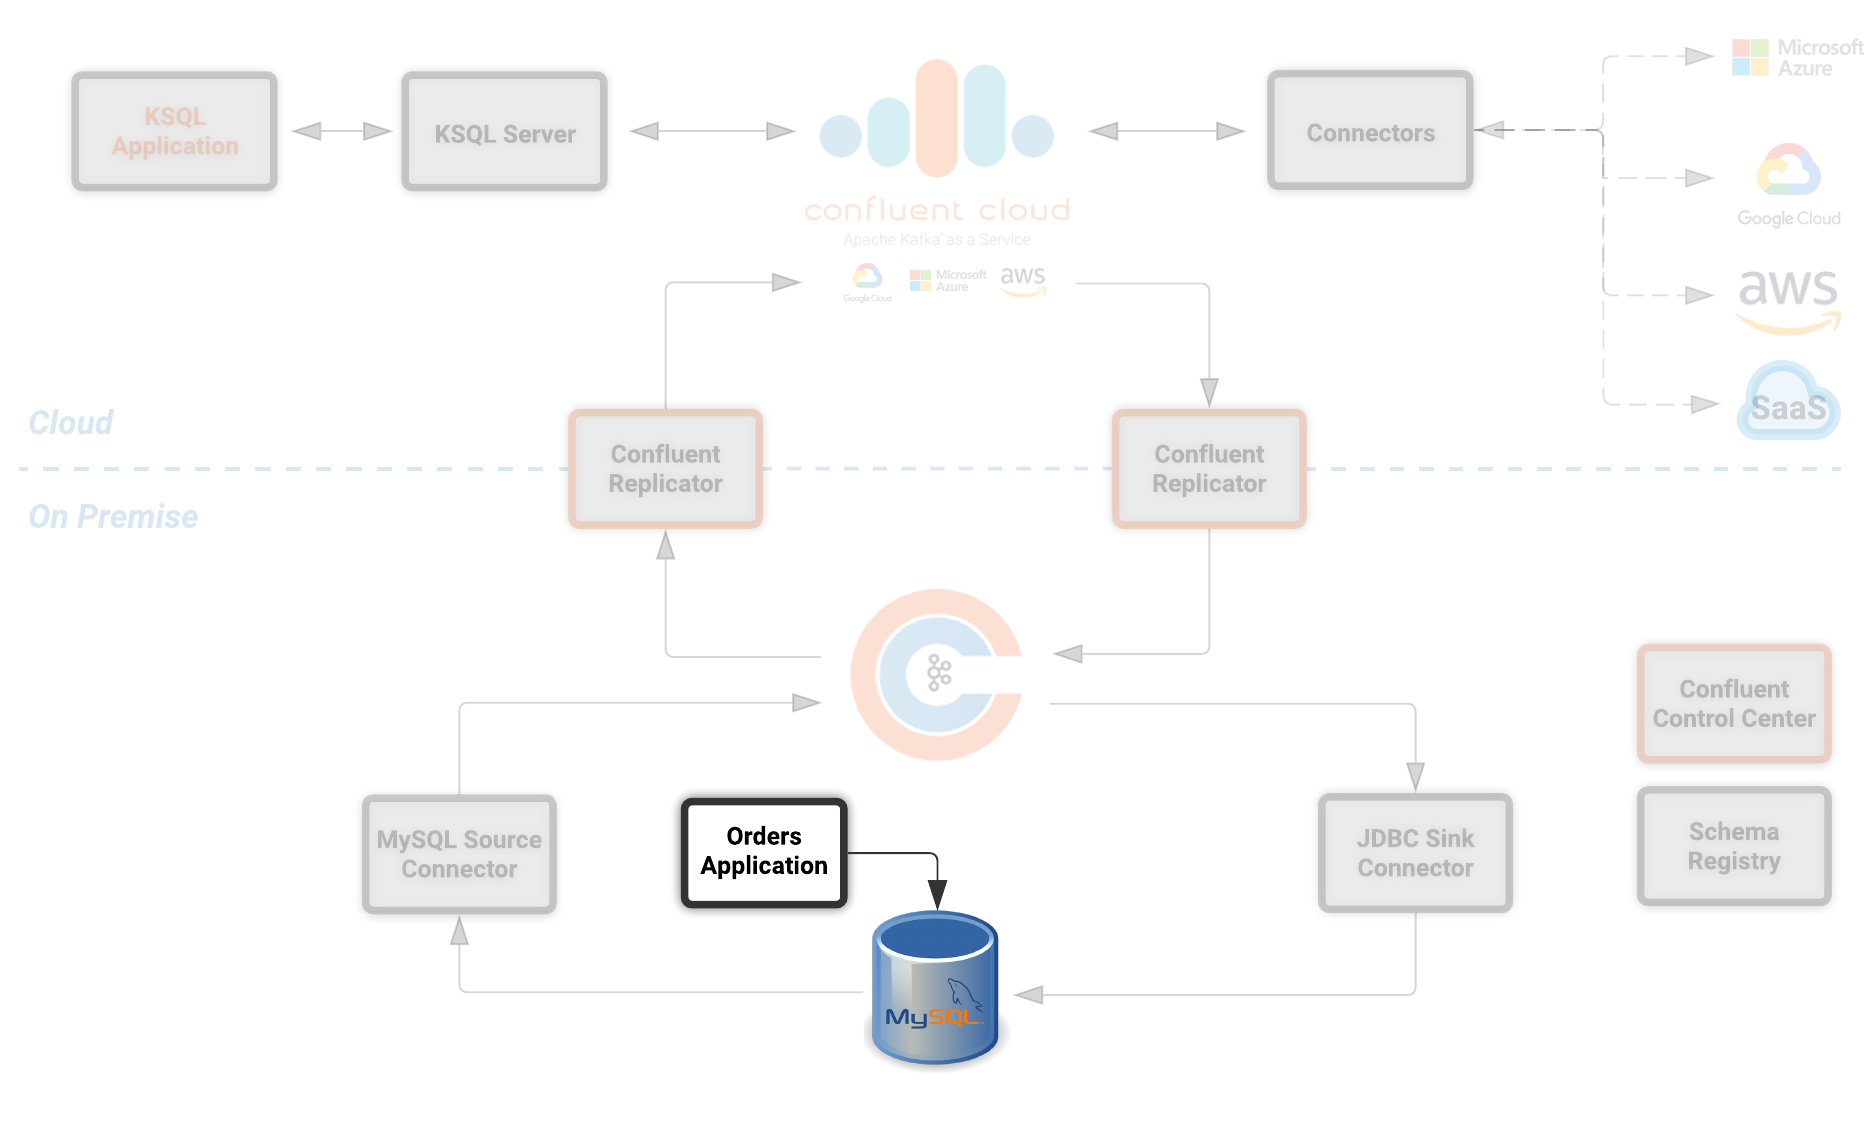 KSQL
Application
KSQL Server
confluent cloud
Apache Kafka™ as a Service
Google Cloud
Microsoft
Azure
aws
Connectors
Microsoft
Azure
Google Cloud
aws
SaaS
Cloud
On Premise
Confluent
Replicator
Confluent
Replicator
Confluent
Control Center
MySQL Source
Connector
Orders
Application
JDBC Sink
Connector
Schema
Registry
MySQL